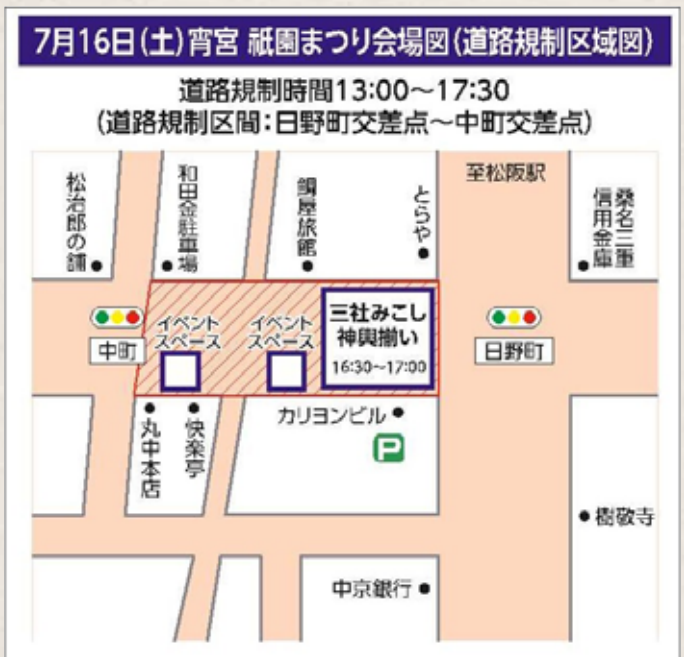 7月16日(土)宵宮 祇園まつり会場図(道路規制区域図)
道路規制時間13:00～17:30
(道路規制区間:日野町交差点～中町交差点)
松治郎の舗
和田金駐車場
鯛屋旅館
とらや
至松阪駅
桑名三重
信用金庫
中町
イベント
スペース
イベント
スペース
三社みこし
神輿揃い
16:30～17:00
日野町
丸中本店
快楽亭
カリヨンビル
P
樹敬寺
中京銀行